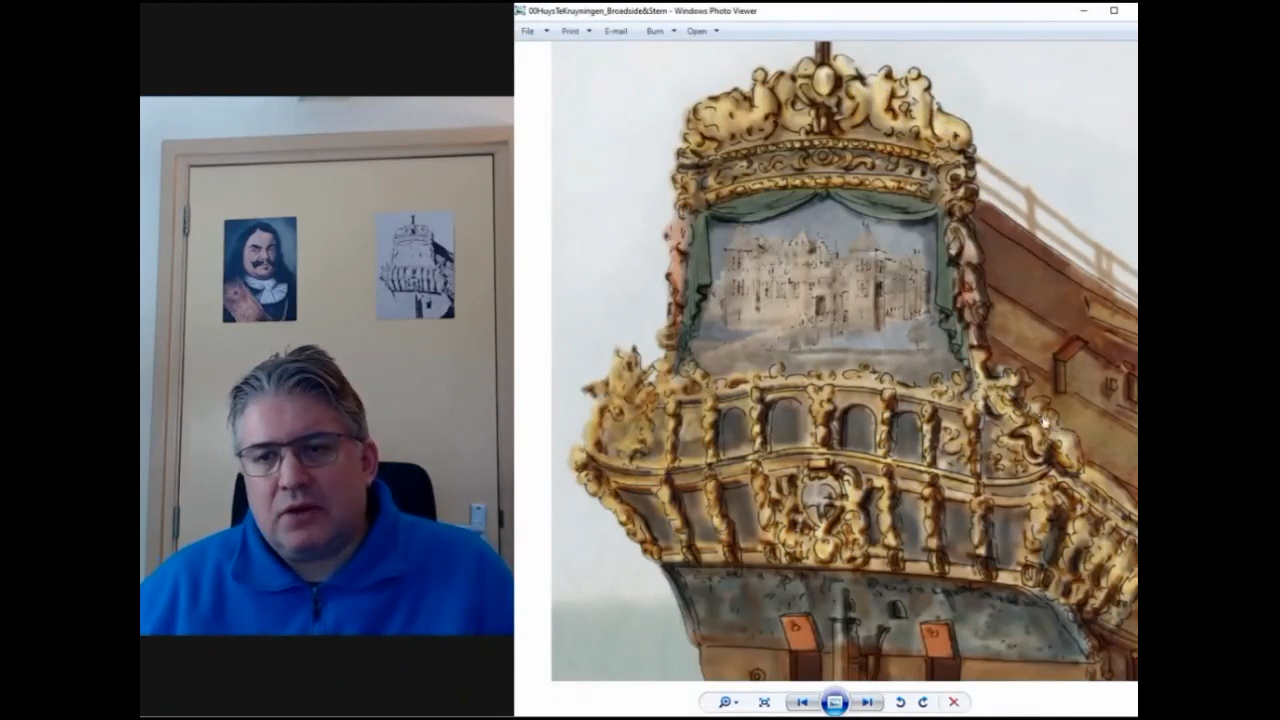 00HuysTeKruyningen_Broadside&Stern - Windows Photo Viewer
File Print E-mail Burn Open